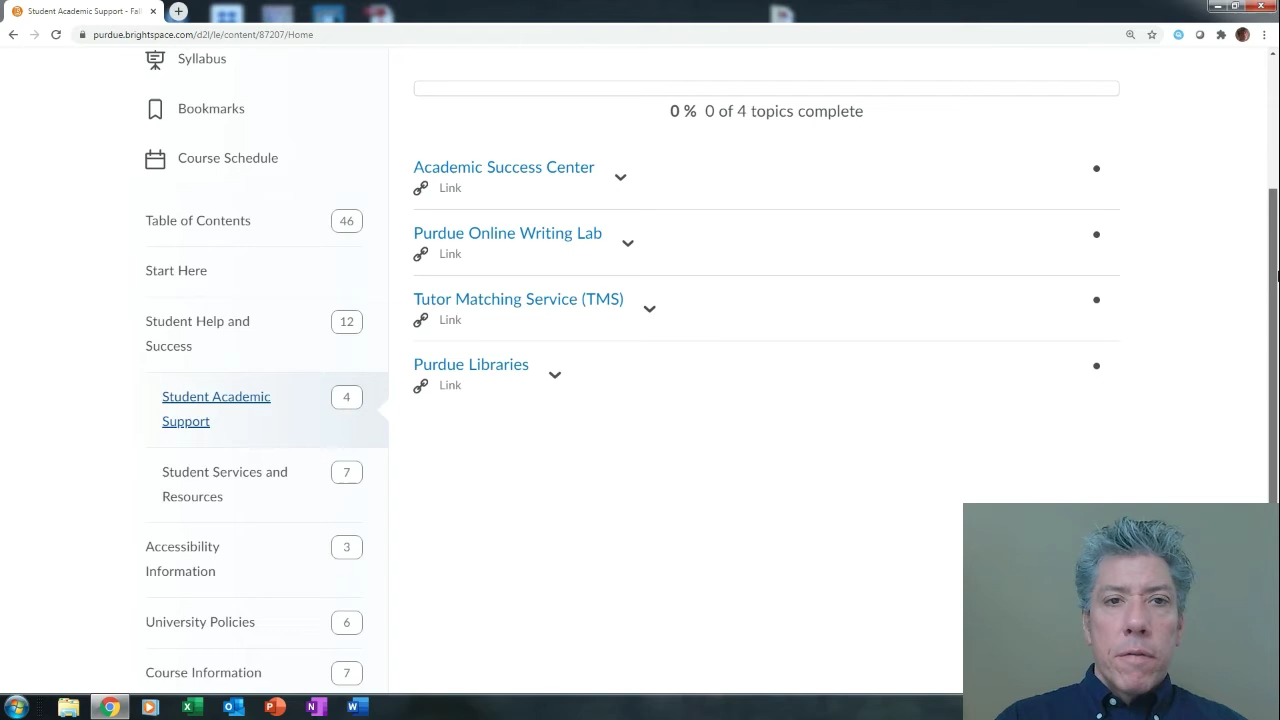 Student Academic Support - Fall
purdue.brightspace.com/d2l/le/content/87207/Home
Syllabus
Bookmarks
Course Schedule
Table of Contents 46
Start Here
Student Help and 12
Success
Student Academic 4
Support
Student Services and 7
Resources
Accessibility 3
Information
University Policies 6
Course Information 7
0 % 0 of 4 topics complete
Academic Success Center
Link
Purdue Online Writing Lab
Link
Tutor Matching Service (TMS)
Link
Purdue Libraries
Link